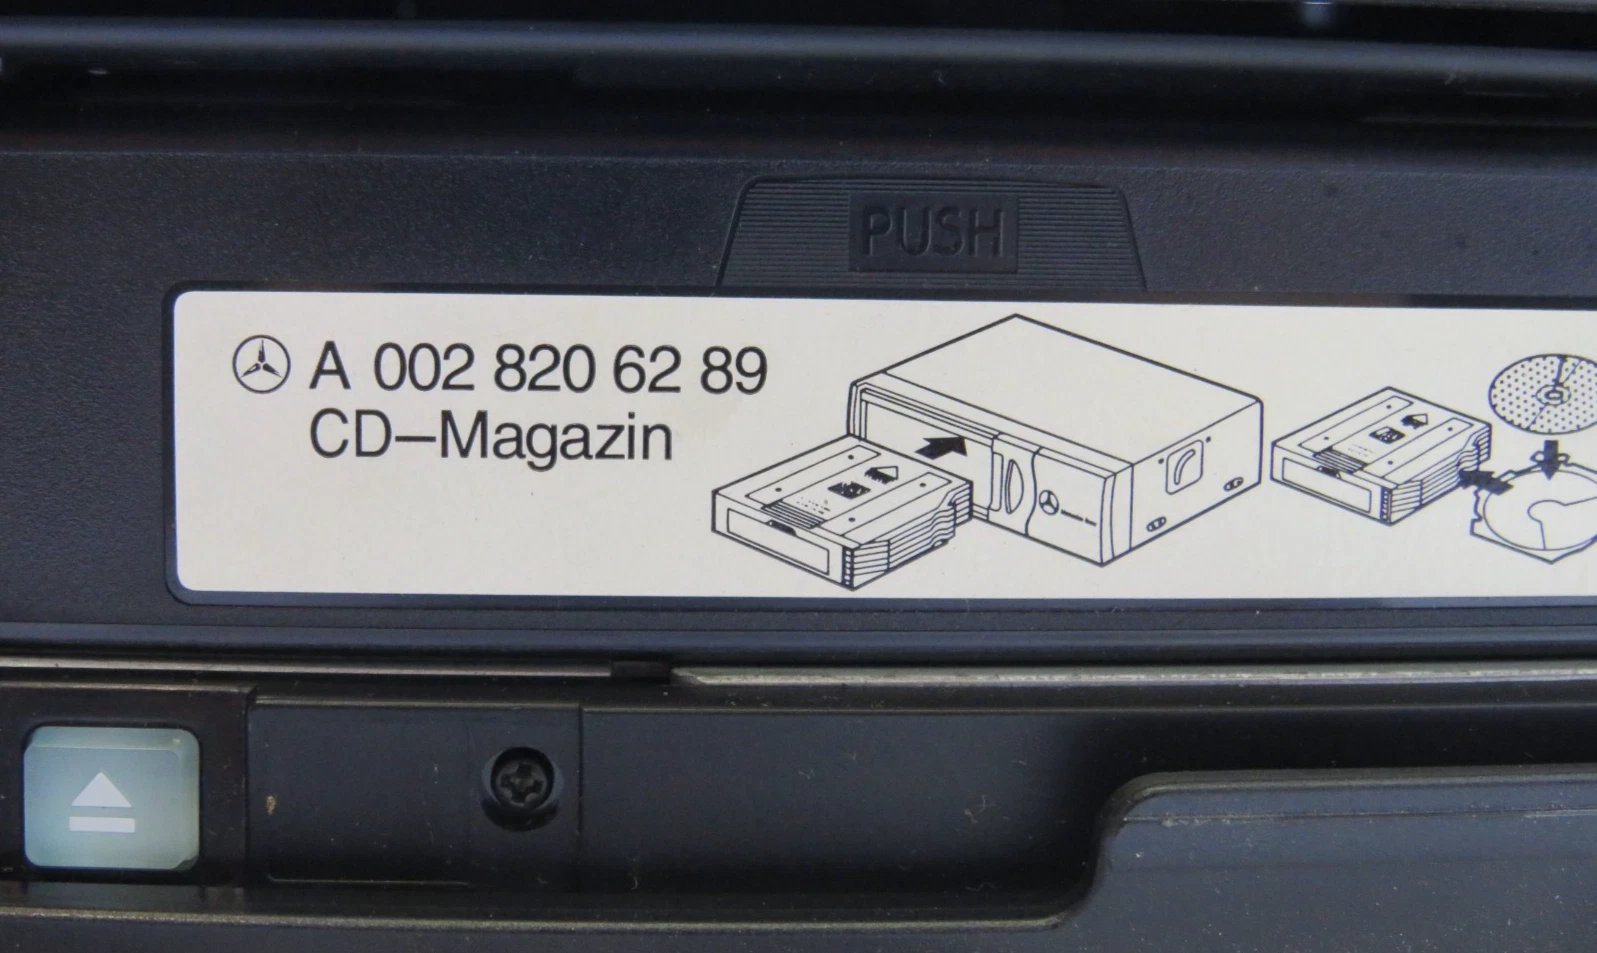 PUSH
A 002 820 62 89
CD–Magazin